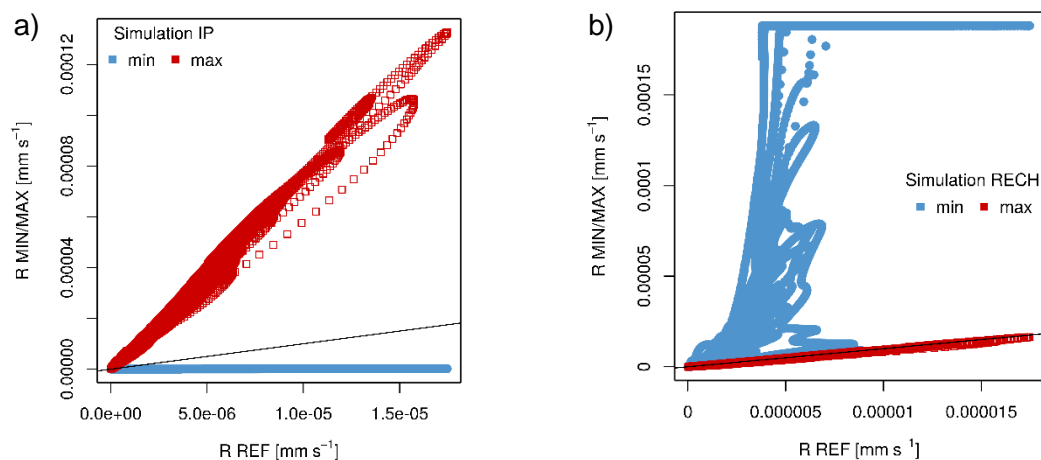 a)
Simulation IP
min max
R MIN/MAX [mm s⁻¹]
0.00012
0.00008
0.00004
0.00000
0.0e+00 5.0e-06 1.0e-05 1.5e-05
R REF [mm s⁻¹]
b)
Simulation RECH
min max
R MIN/MAX [mm s⁻¹]
0.00015
0.0001
0.00005
0
0 0.000005 0.00001 0.000015
R REF [mm s⁻¹]